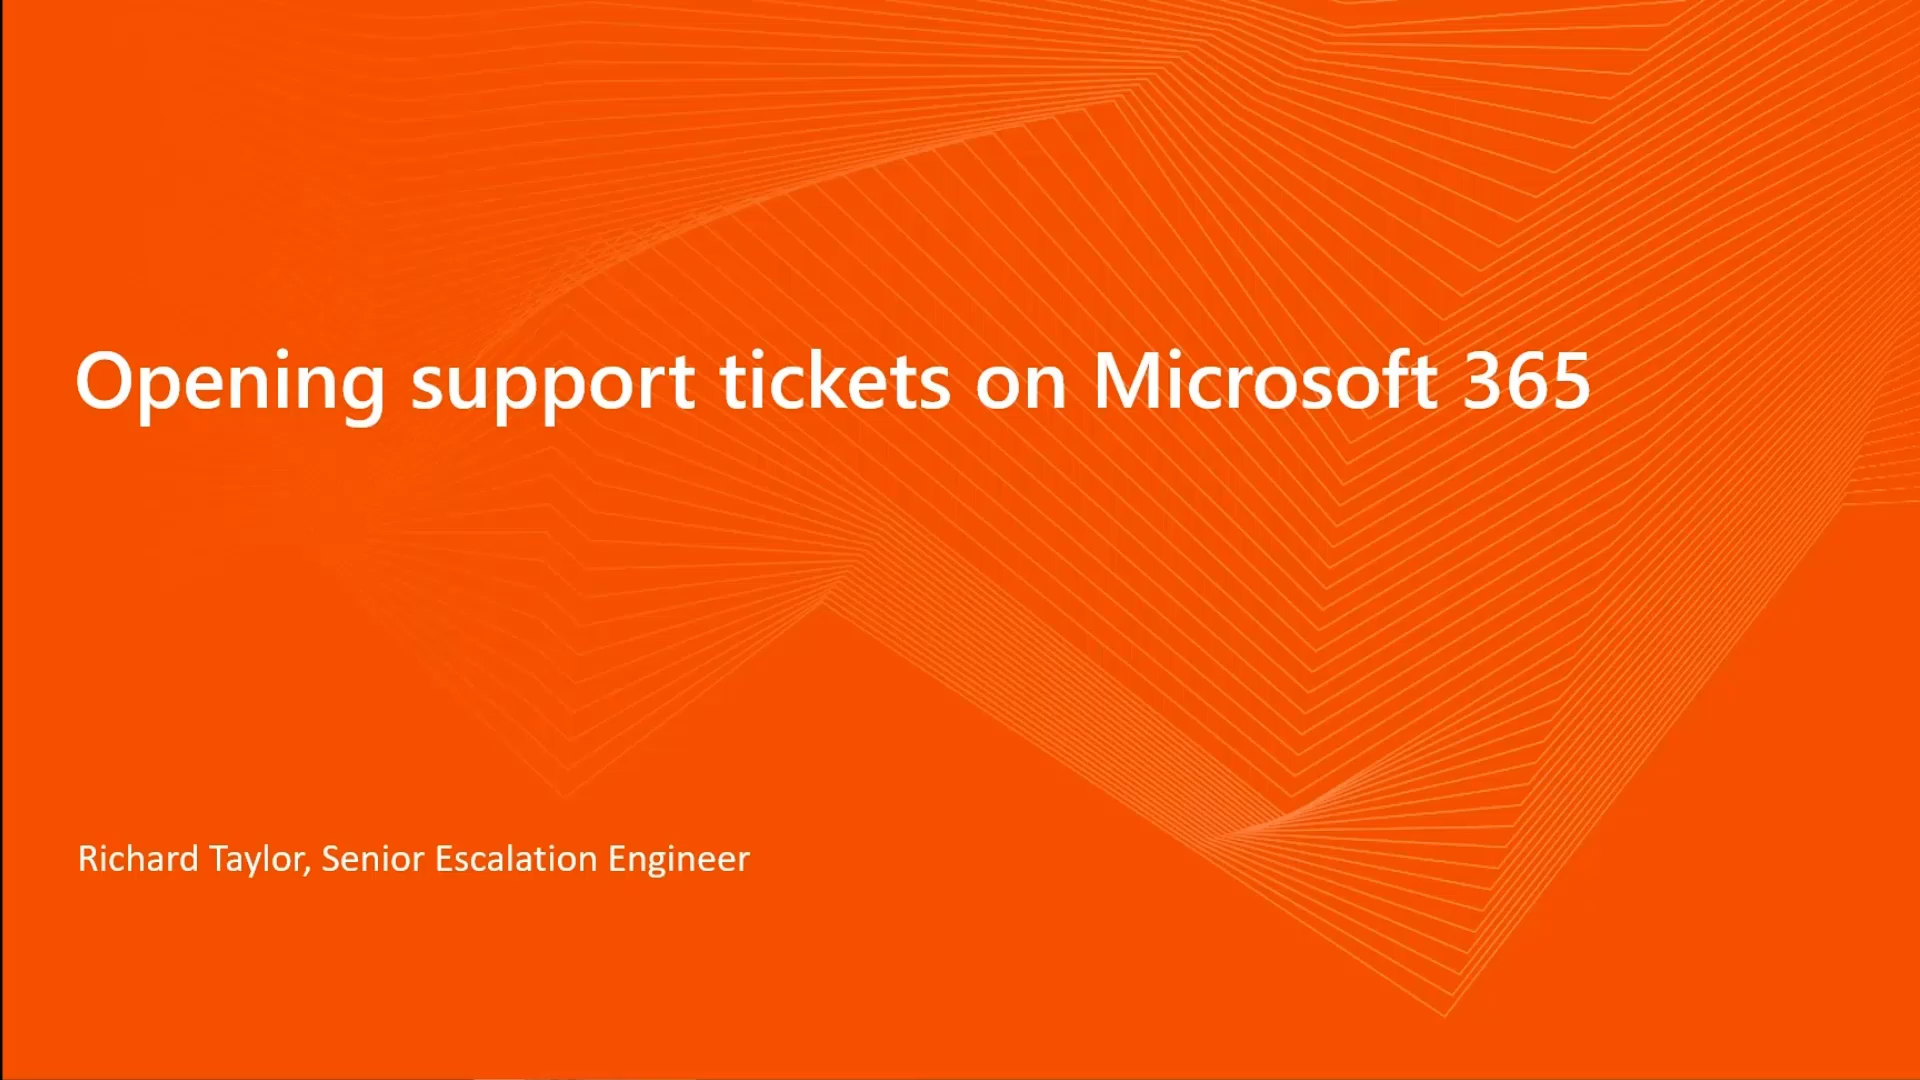 Opening support tickets on Microsoft 365
Richard Taylor, Senior Escalation Engineer